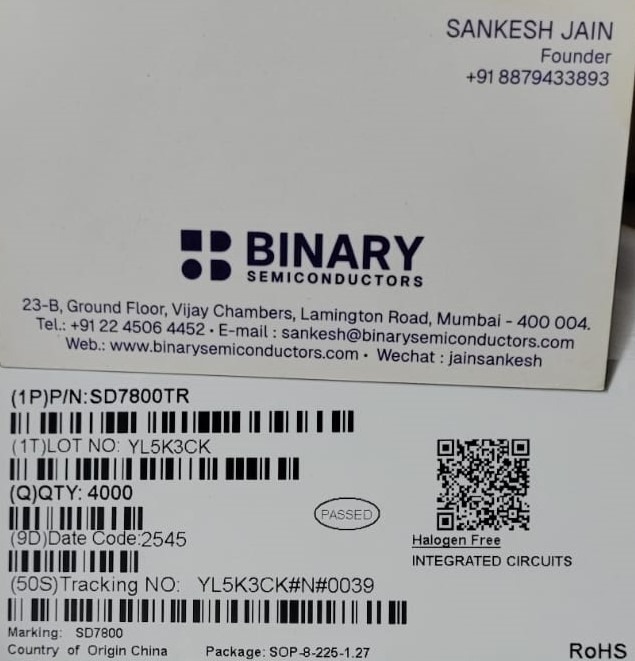 SANKESH JAIN
Founder
+91 8879433893
BINARY
SEMICONDUCTORS
23-B, Ground Floor, Vijay Chambers, Lamington Road, Mumbai - 400 004.
Tel.: +91 22 4506 4452 • E-mail : sankesh@binarysemiconductors.com
Web.: www.binarysemiconductors.com • Wechat : jainsankesh
(1P)P/N:SD7800TR
(1T)LOT NO: YL5K3CK
(Q)QTY: 4000
PASSED
(9D)Date Code:2545
Halogen Free
INTEGRATED CIRCUITS
(50S)Tracking NO: YL5K3CK#N#0039
Marking: SD7800
Country of Origin China Package: SOP-8-225-1.27
RoHS